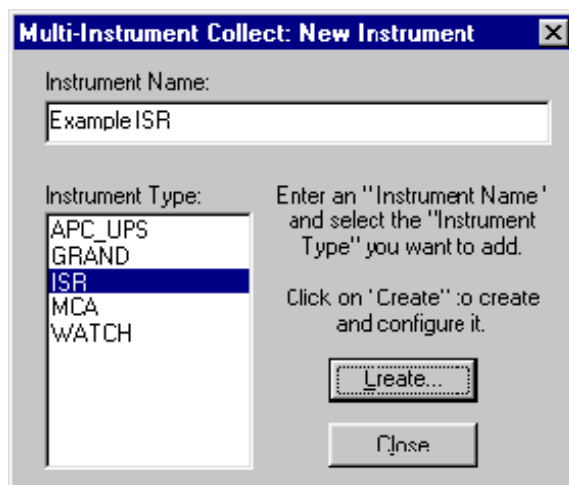 Multi-Instrument Collect: New Instrument
Instrument Name:
Example ISR
Instrument Type:
APC_UPS
GRAND
ISR
MCA
WATCH
Enter an "Instrument Name"
and select the "Instrument
Type" you want to add.
Click on "Create" to create
and configure it.
Create...
Close